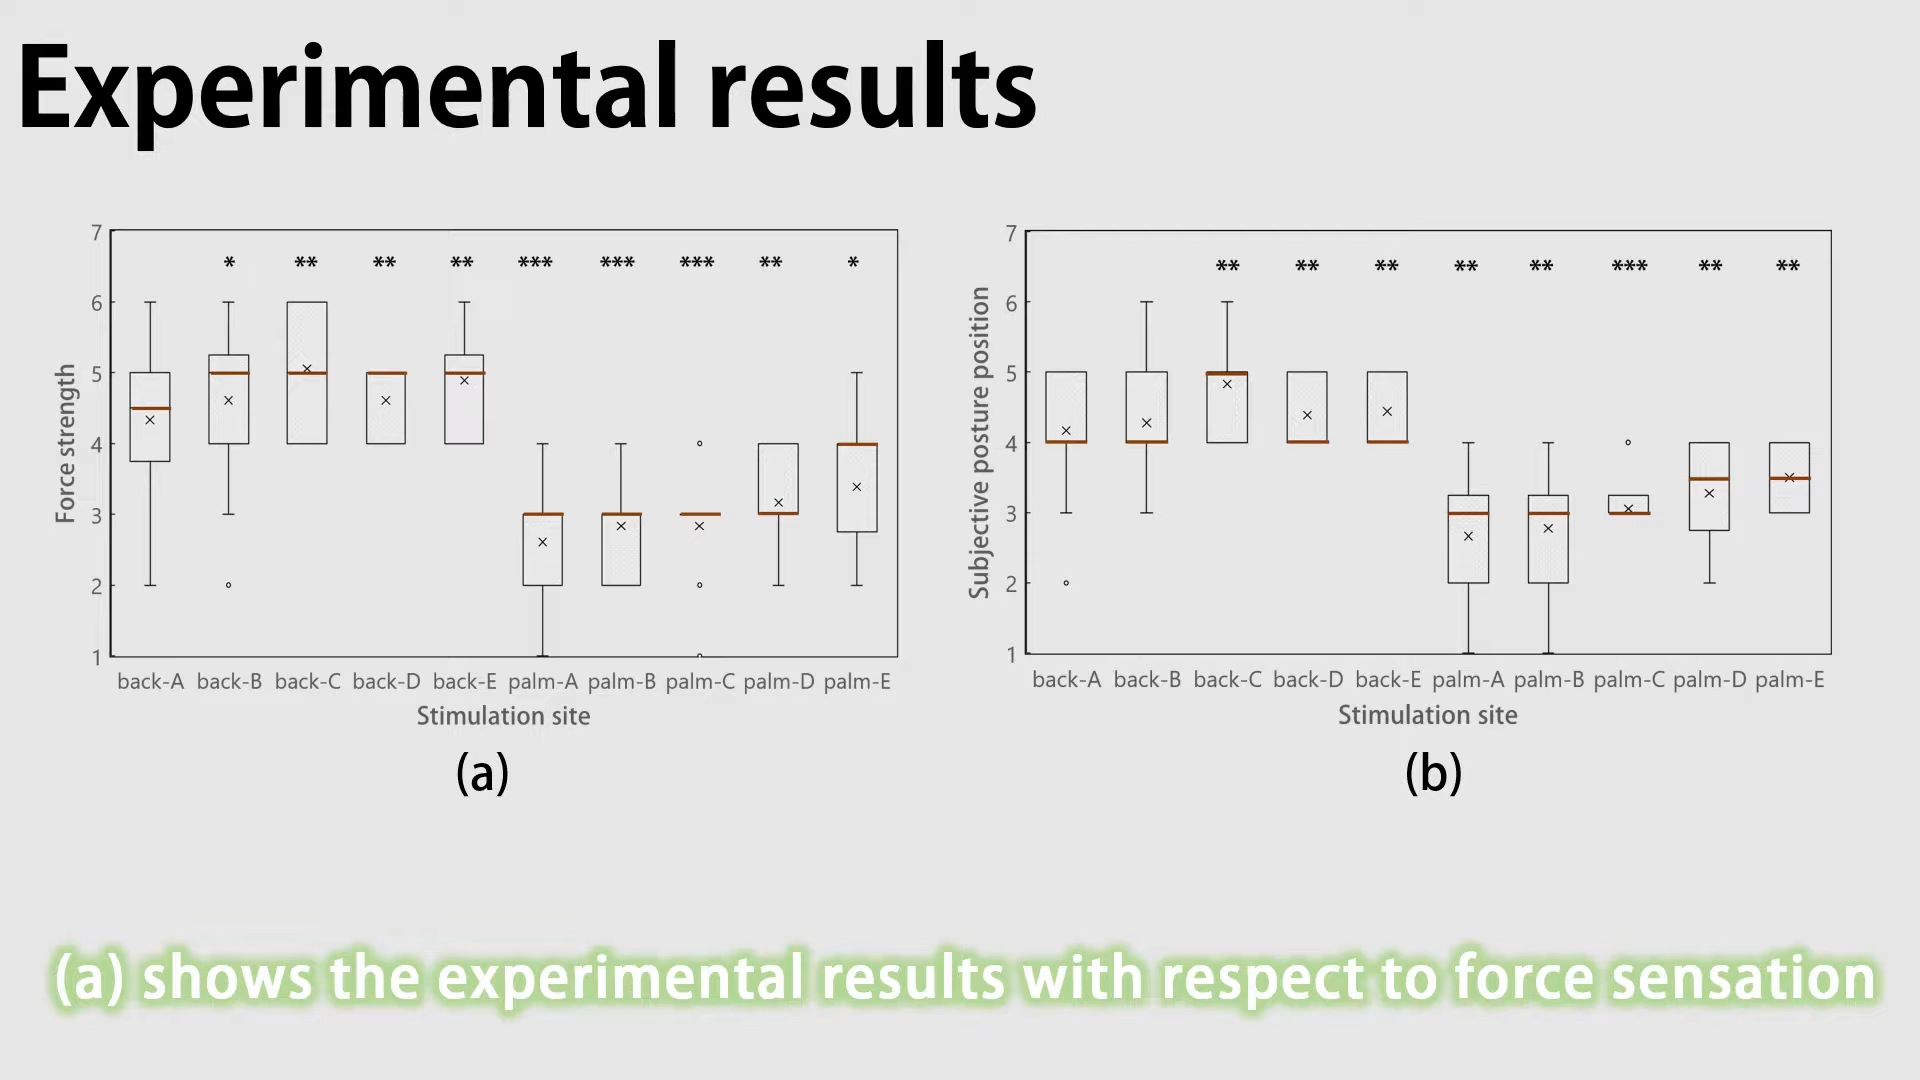 Experimental results
7
6
5
4
3
2
1
Force strength
* ** ** ** *** *** *** ** *
back-A back-B back-C back-D back-E palm-A palm-B palm-C palm-D palm-E
Stimulation site
(a)
7
6
5
4
3
2
1
Subjective posture position
** ** ** ** ** *** ** **
back-A back-B back-C back-D back-E palm-A palm-B palm-C palm-D palm-E
Stimulation site
(b)
(a) shows the experimental results with respect to force sensation